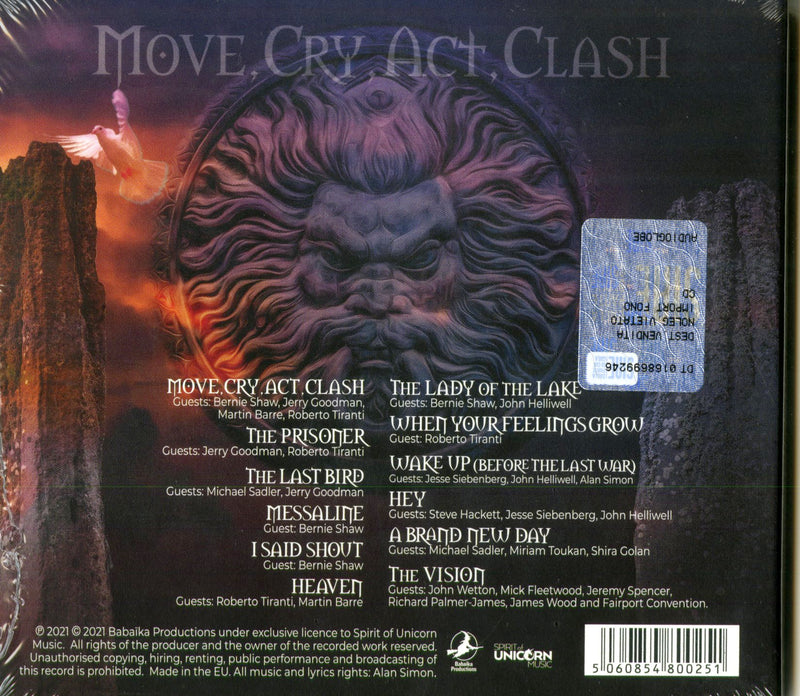 MOVE, CRY, ACT, CLASH
MOVE, CRY, ACT, CLASH
Guests: Bernie Shaw, Jerry Goodman,
Martin Barre, Roberto Tiranti
THE PRISONER
Guests: Jerry Goodman, Roberto Tiranti
THE LAST BIRD
Guests: Michael Sadler, Jerry Goodman
MESSALINE
Guest: Bernie Shaw
I SAID SHOUT
Guest: Bernie Shaw
HEAVEN
Guests: Roberto Tiranti, Martin Barre
THE LADY OF THE LAKE
Guests: Bernie Shaw, John Helliwell
WHEN YOUR FEELINGS GROW
Guest: Roberto Tiranti
WAKE UP (BEFORE THE LAST WAR)
Guests: Jesse Siebenberg, John Helliwell, Alan Simon
HEY
Guests: Steve Hackett, Jesse Siebenberg, John Helliwell
A BRAND NEW DAY
Guests: Michael Sadler, Miriam Toukan, Shira Golan
THE VISION
Guests: John Wetton, Mick Fleetwood, Jeremy Spencer,
Richard Palmer-James, James Wood and Fairport Convention.
DT 0168699246
DEST VENDITA
NOLEG VIETATO
IMPORT FONO
CD
AUDIOGLOBE
℗ 2021 © 2021 Babaïka Productions under exclusive licence to Spirit of Unicorn
Music. All rights of the producer and the owner of the recorded work reserved.
Unauthorised copying, hiring, renting, public performance and broadcasting of
this record is prohibited. Made in the EU. All music and lyrics rights: Alan Simon.
Babaïka
Productions
SPIRIT of
UNICORN
MUSIC
5 060854 800251